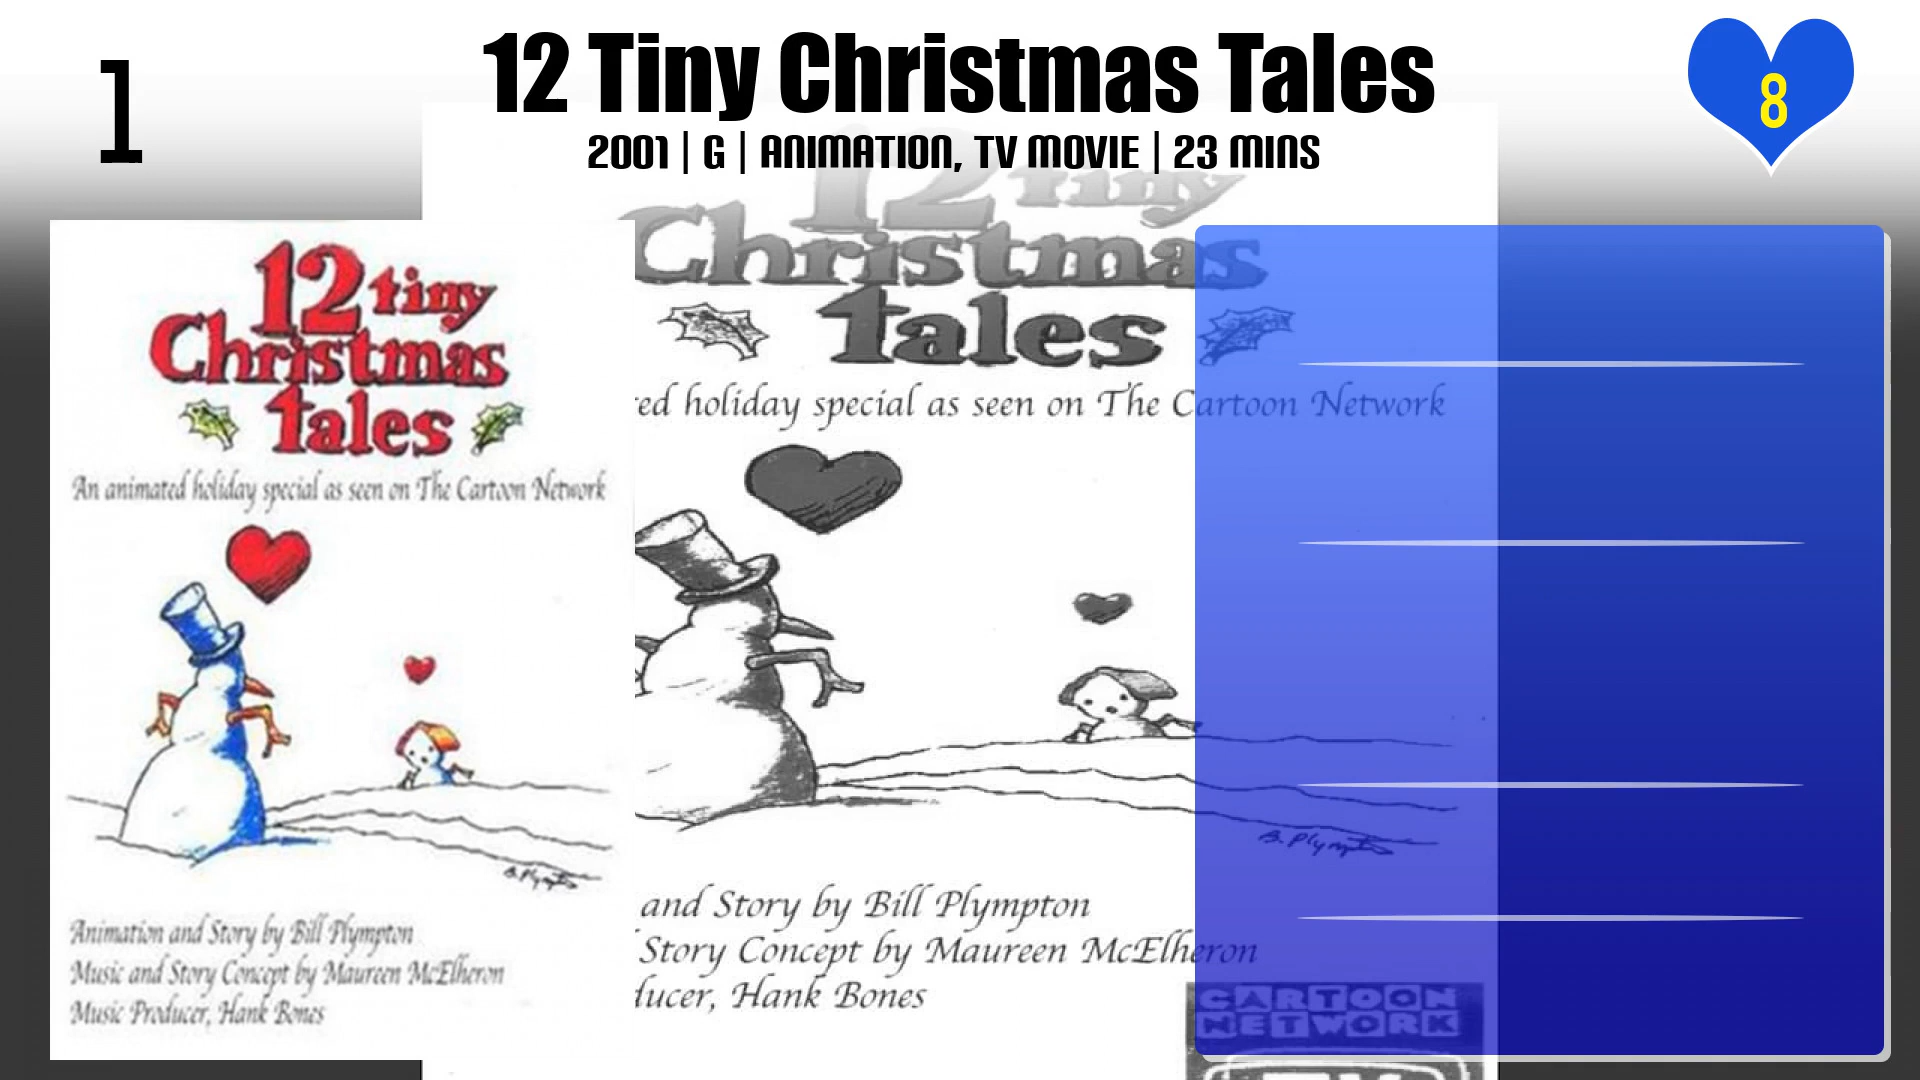 1
12 Tiny Christmas Tales
8
2001 | G | ANIMATION, TV MOVIE | 23 MINS
12 tiny
Christmas
tales
An animated holiday special as seen on The Cartoon Network
B. Plympton
Animation and Story by Bill Plympton
Music and Story Concept by Maureen McElheron
Music Producer, Hank Bones
12 tiny
Christmas
tales
ed holiday special as seen on The Cartoon Network
B. Plympton
and Story by Bill Plympton
Story Concept by Maureen McElheron
ducer, Hank Bones
CARTOON
NETWORK